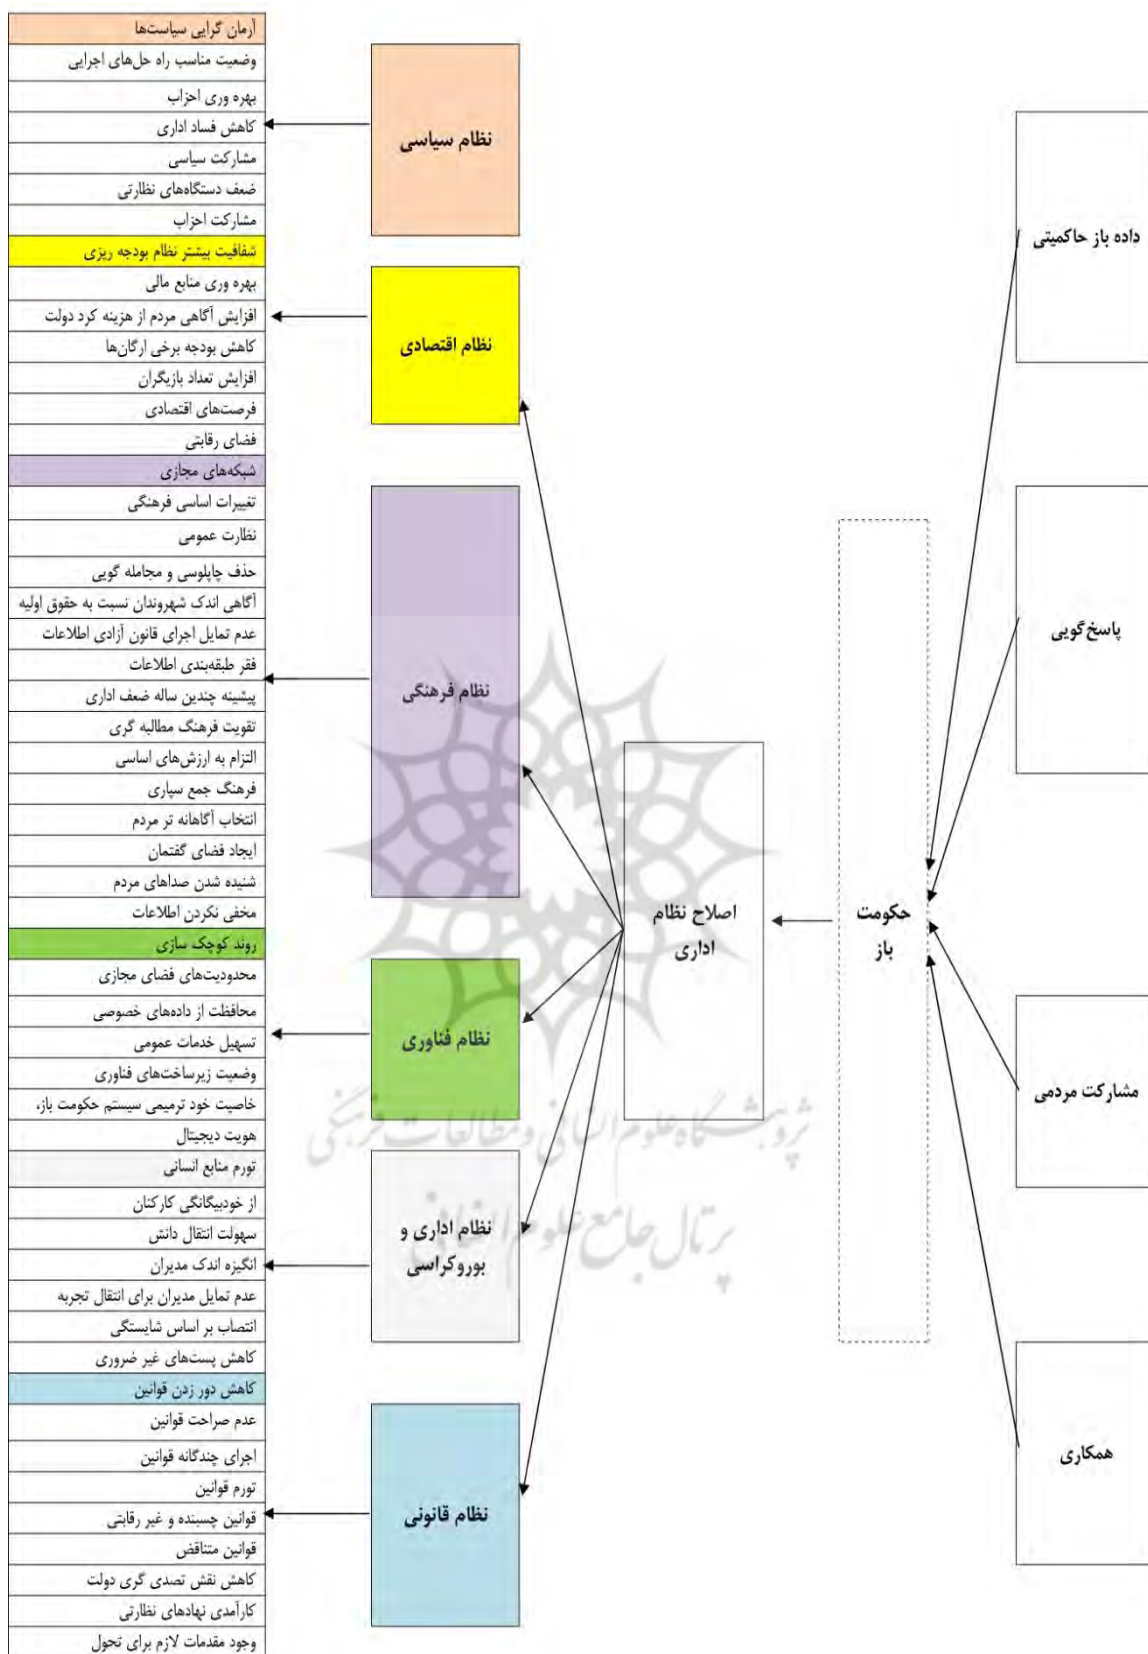 داده باز حاکمیتی
پاسخ‌گویی
مشارکت مردمی
همکاری
حکومت
باز
اصلاح نظام
اداری
نظام سیاسی
نظام اقتصادی
نظام فرهنگی
نظام فناوری
نظام اداری و
بوروکراسی
نظام قانونی
آرمان گرایی سیاست‌ها
وضعیت مناسب راه حل‌های اجرایی
بهره وری احزاب
کاهش فساد اداری
مشارکت سیاسی
ضعف دستگاه‌های نظارتی
مشارکت احزاب
شفافیت بیشتر نظام بودجه ریزی
بهره وری منابع مالی
افزایش آگاهی مردم از هزینه کرد دولت
کاهش بودجه برخی ارگان‌ها
افزایش تعداد بازیگران
فرصت‌های اقتصادی
فضای رقابتی
شبکه‌های مجازی
تغییرات اساسی فرهنگی
نظارت عمومی
حذف چاپلوسی و مجامله گویی
آگاهی اندک شهروندان نسبت به حقوق اولیه
عدم تمایل اجرای قانون آزادی اطلاعات
فقر طبقه‌بندی اطلاعات
پیشینه چندین ساله ضعف اداری
تقویت فرهنگ مطالبه گری
التزام به ارزش‌های اساسی
فرهنگ جمع سپاری
انتخاب آگاهانه تر مردم
ایجاد فضای گفتمان
شنیده شدن صداهای مردم
مخفی نکردن اطلاعات
روند کوچک سازی
محدودیت‌های فضای مجازی
محافظت از داده‌های خصوصی
تسهیل خدمات عمومی
وضعیت زیرساخت‌های فناوری
خاصیت خود ترمیمی سیستم حکومت باز،
هویت دیجیتال
تورم منابع انسانی
از خودبیگانگی کارکنان
سهولت انتقال دانش
انگیزه اندک مدیران
عدم تمایل مدیران برای انتقال تجربه
انتصاب بر اساس شایستگی
کاهش پست‌های غیر ضروری
کاهش دور زدن قوانین
عدم صراحت قوانین
اجرای چندگانه قوانین
تورم قوانین
قوانین چسبنده و غیر رقابتی
قوانین متناقض
کاهش نقش تصدی گری دولت
کارآمدی نهادهای نظارتی
وجود مقدمات لازم برای تحول
پژوهشگاه علوم انسانی و مطالعات فرهنگی
پرتال جامع علوم انسانی